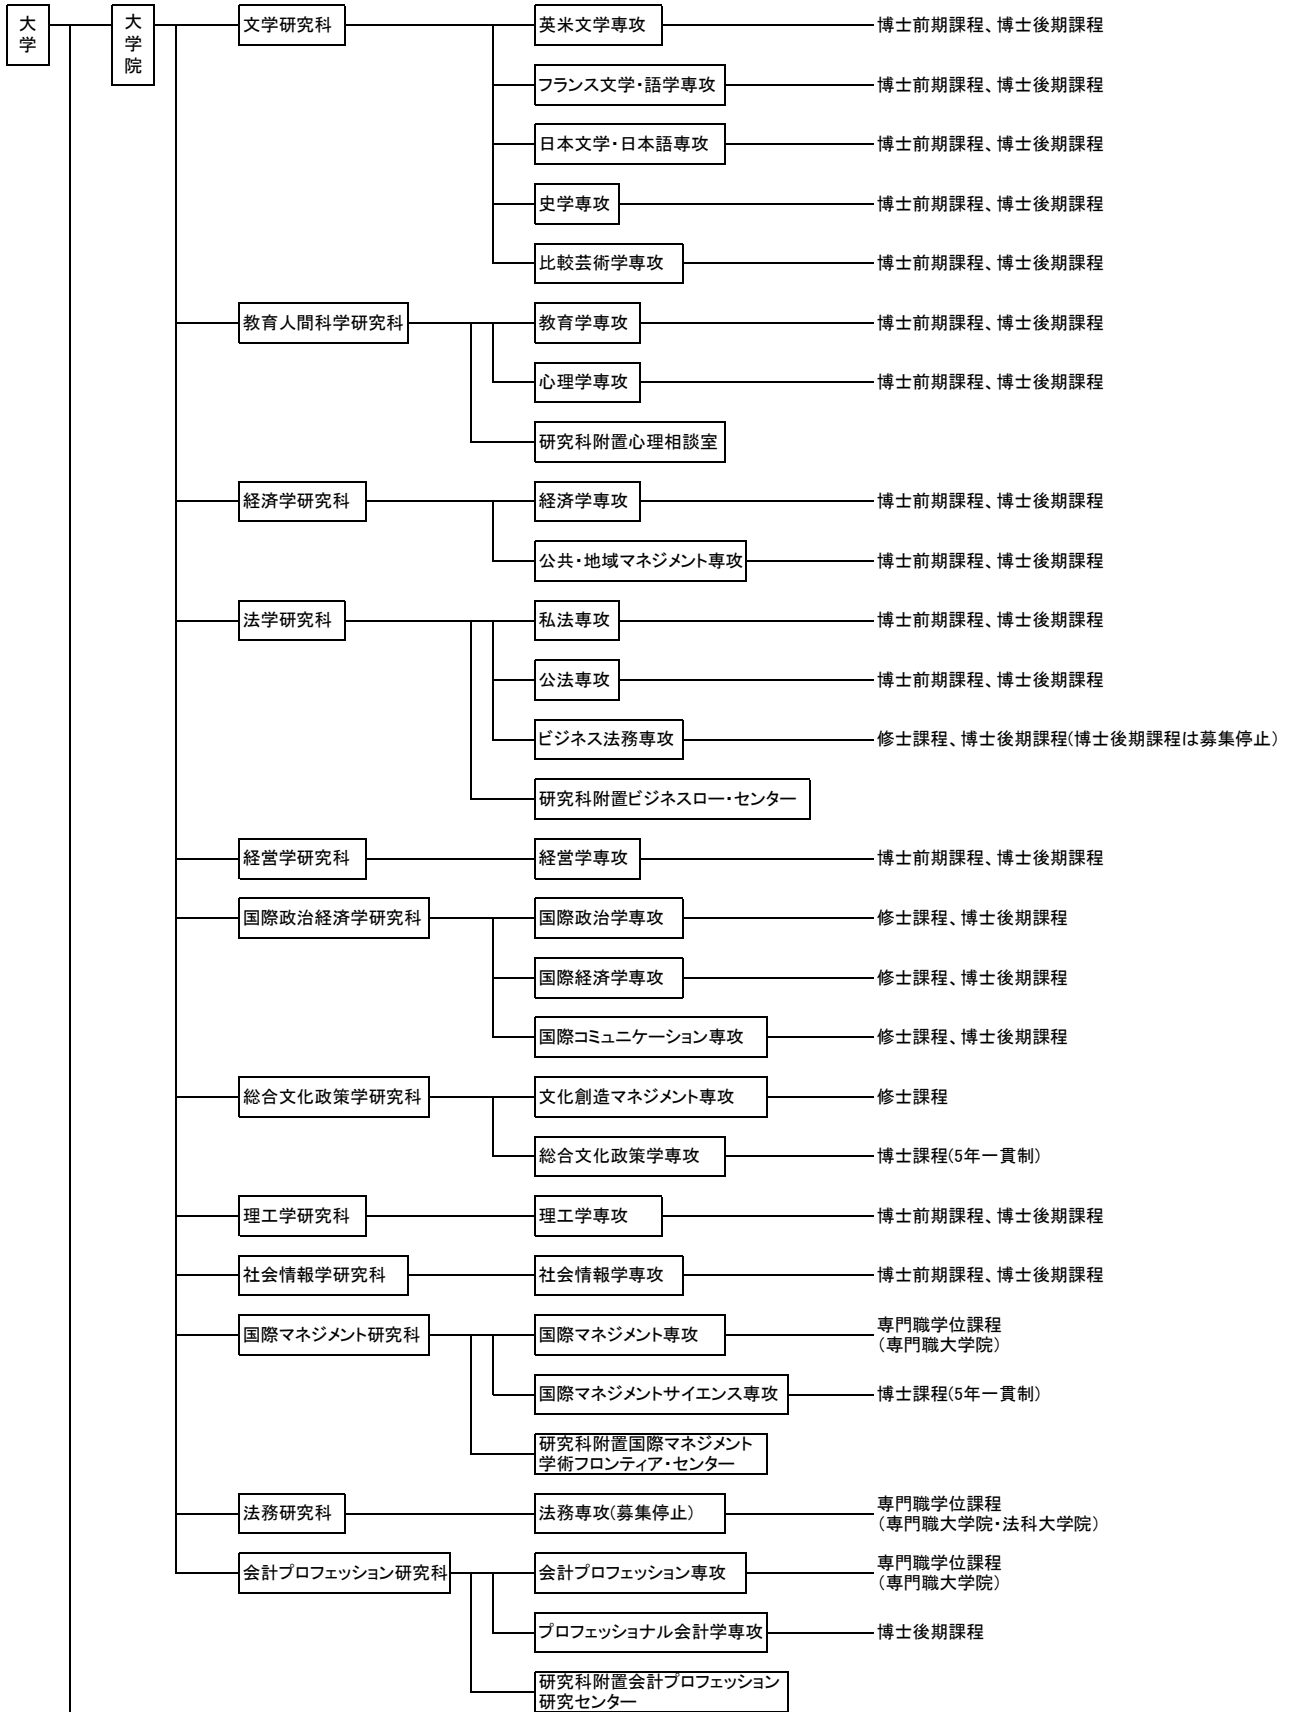 大学
大学院
文学研究科
英米文学専攻
博士前期課程、博士後期課程
フランス文学・語学専攻
博士前期課程、博士後期課程
日本文学・日本語専攻
博士前期課程、博士後期課程
史学専攻
博士前期課程、博士後期課程
比較芸術学専攻
博士前期課程、博士後期課程
教育人間科学研究科
教育学専攻
博士前期課程、博士後期課程
心理学専攻
博士前期課程、博士後期課程
研究科附置心理相談室
経済学研究科
経済学専攻
博士前期課程、博士後期課程
公共・地域マネジメント専攻
博士前期課程、博士後期課程
法学研究科
私法専攻
博士前期課程、博士後期課程
公法専攻
博士前期課程、博士後期課程
ビジネス法務専攻
修士課程、博士後期課程(博士後期課程は募集停止)
研究科附置ビジネスロー・センター
経営学研究科
経営学専攻
博士前期課程、博士後期課程
国際政治経済学研究科
国際政治学専攻
修士課程、博士後期課程
国際経済学専攻
修士課程、博士後期課程
国際コミュニケーション専攻
修士課程、博士後期課程
総合文化政策学研究科
文化創造マネジメント専攻
修士課程
総合文化政策学専攻
博士課程(5年一貫制)
理工学研究科
理工学専攻
博士前期課程、博士後期課程
社会情報学研究科
社会情報学専攻
博士前期課程、博士後期課程
国際マネジメント研究科
国際マネジメント専攻
専門職学位課程
(専門職大学院)
国際マネジメントサイエンス専攻
博士課程(5年一貫制)
研究科附置国際マネジメント
学術フロンティア・センター
法務研究科
法務専攻(募集停止)
専門職学位課程
(専門職大学院・法科大学院)
会計プロフェッション研究科
会計プロフェッション専攻
専門職学位課程
(専門職大学院)
プロフェッショナル会計学専攻
博士後期課程
研究科附置会計プロフェッション
研究センター